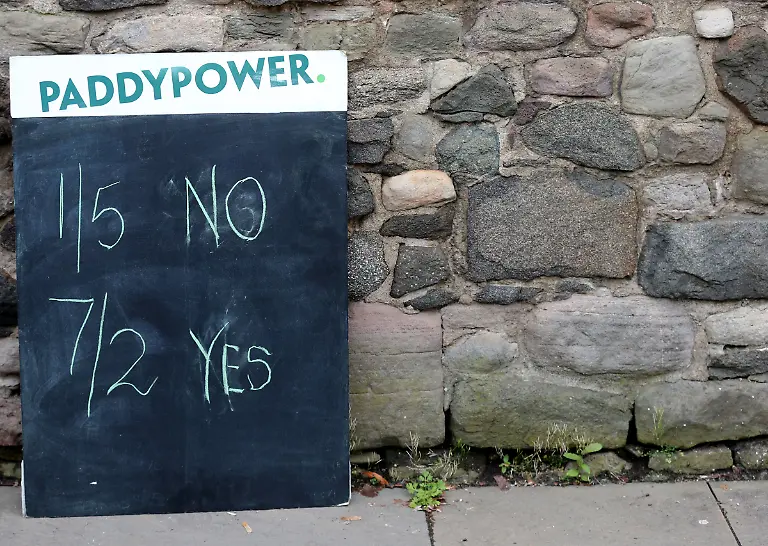 PADDYPOWER.
1/5 NO
7/2 YES